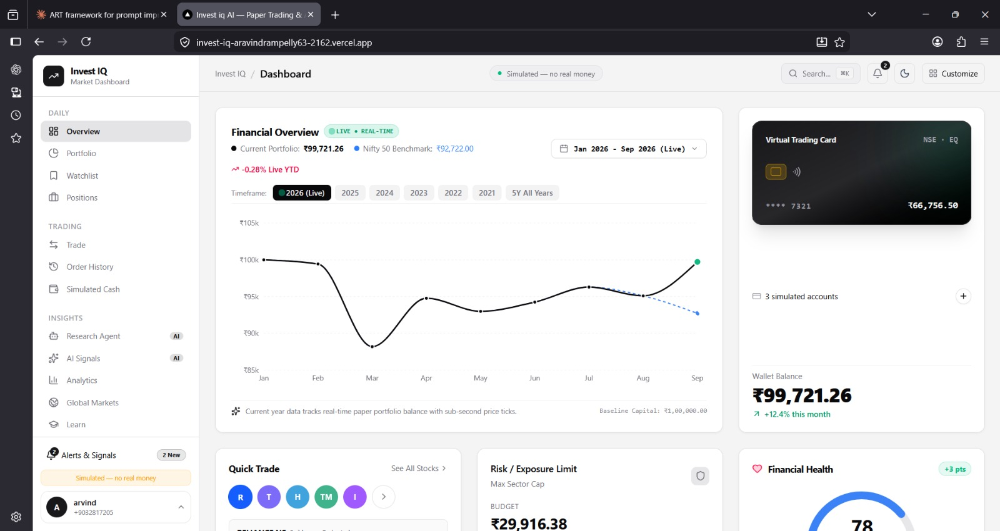 ART framework for prompt imp
Invest iq AI — Paper Trading &
invest-iq-aravindrampelly63-2162.vercel.app
Invest IQ
Market Dashboard
DAILY
Overview
Portfolio
Watchlist
Positions
TRADING
Trade
Order History
Simulated Cash
INSIGHTS
Research Agent AI
AI Signals AI
Analytics
Global Markets
Learn
2 Alerts & Signals 2 New
Simulated — no real money
A arvind
+9032817205
Invest IQ / Dashboard
Simulated — no real money
Search... ⌘K
2
Customize
Financial Overview LIVE • REAL-TIME
Current Portfolio: ₹99,721.26 Nifty 50 Benchmark: ₹92,722.00
Jan 2026 - Sep 2026 (Live)
-0.28% Live YTD
Timeframe: 2026 (Live) 2025 2024 2023 2022 2021 5Y All Years
₹105k
₹100k
₹95k
₹90k
₹85k
Jan Feb Mar Apr May Jun Jul Aug Sep
Current year data tracks real-time paper portfolio balance with sub-second price ticks.
Baseline Capital: ₹1,00,000.00
Virtual Trading Card NSE · EQ
**** 7321 ₹66,756.50
3 simulated accounts
Wallet Balance
₹99,721.26
+12.4% this month
Quick Trade See All Stocks
R T H TM I
Risk / Exposure Limit
Max Sector Cap
BUDGET
₹29,916.38
Financial Health +3 pts
78